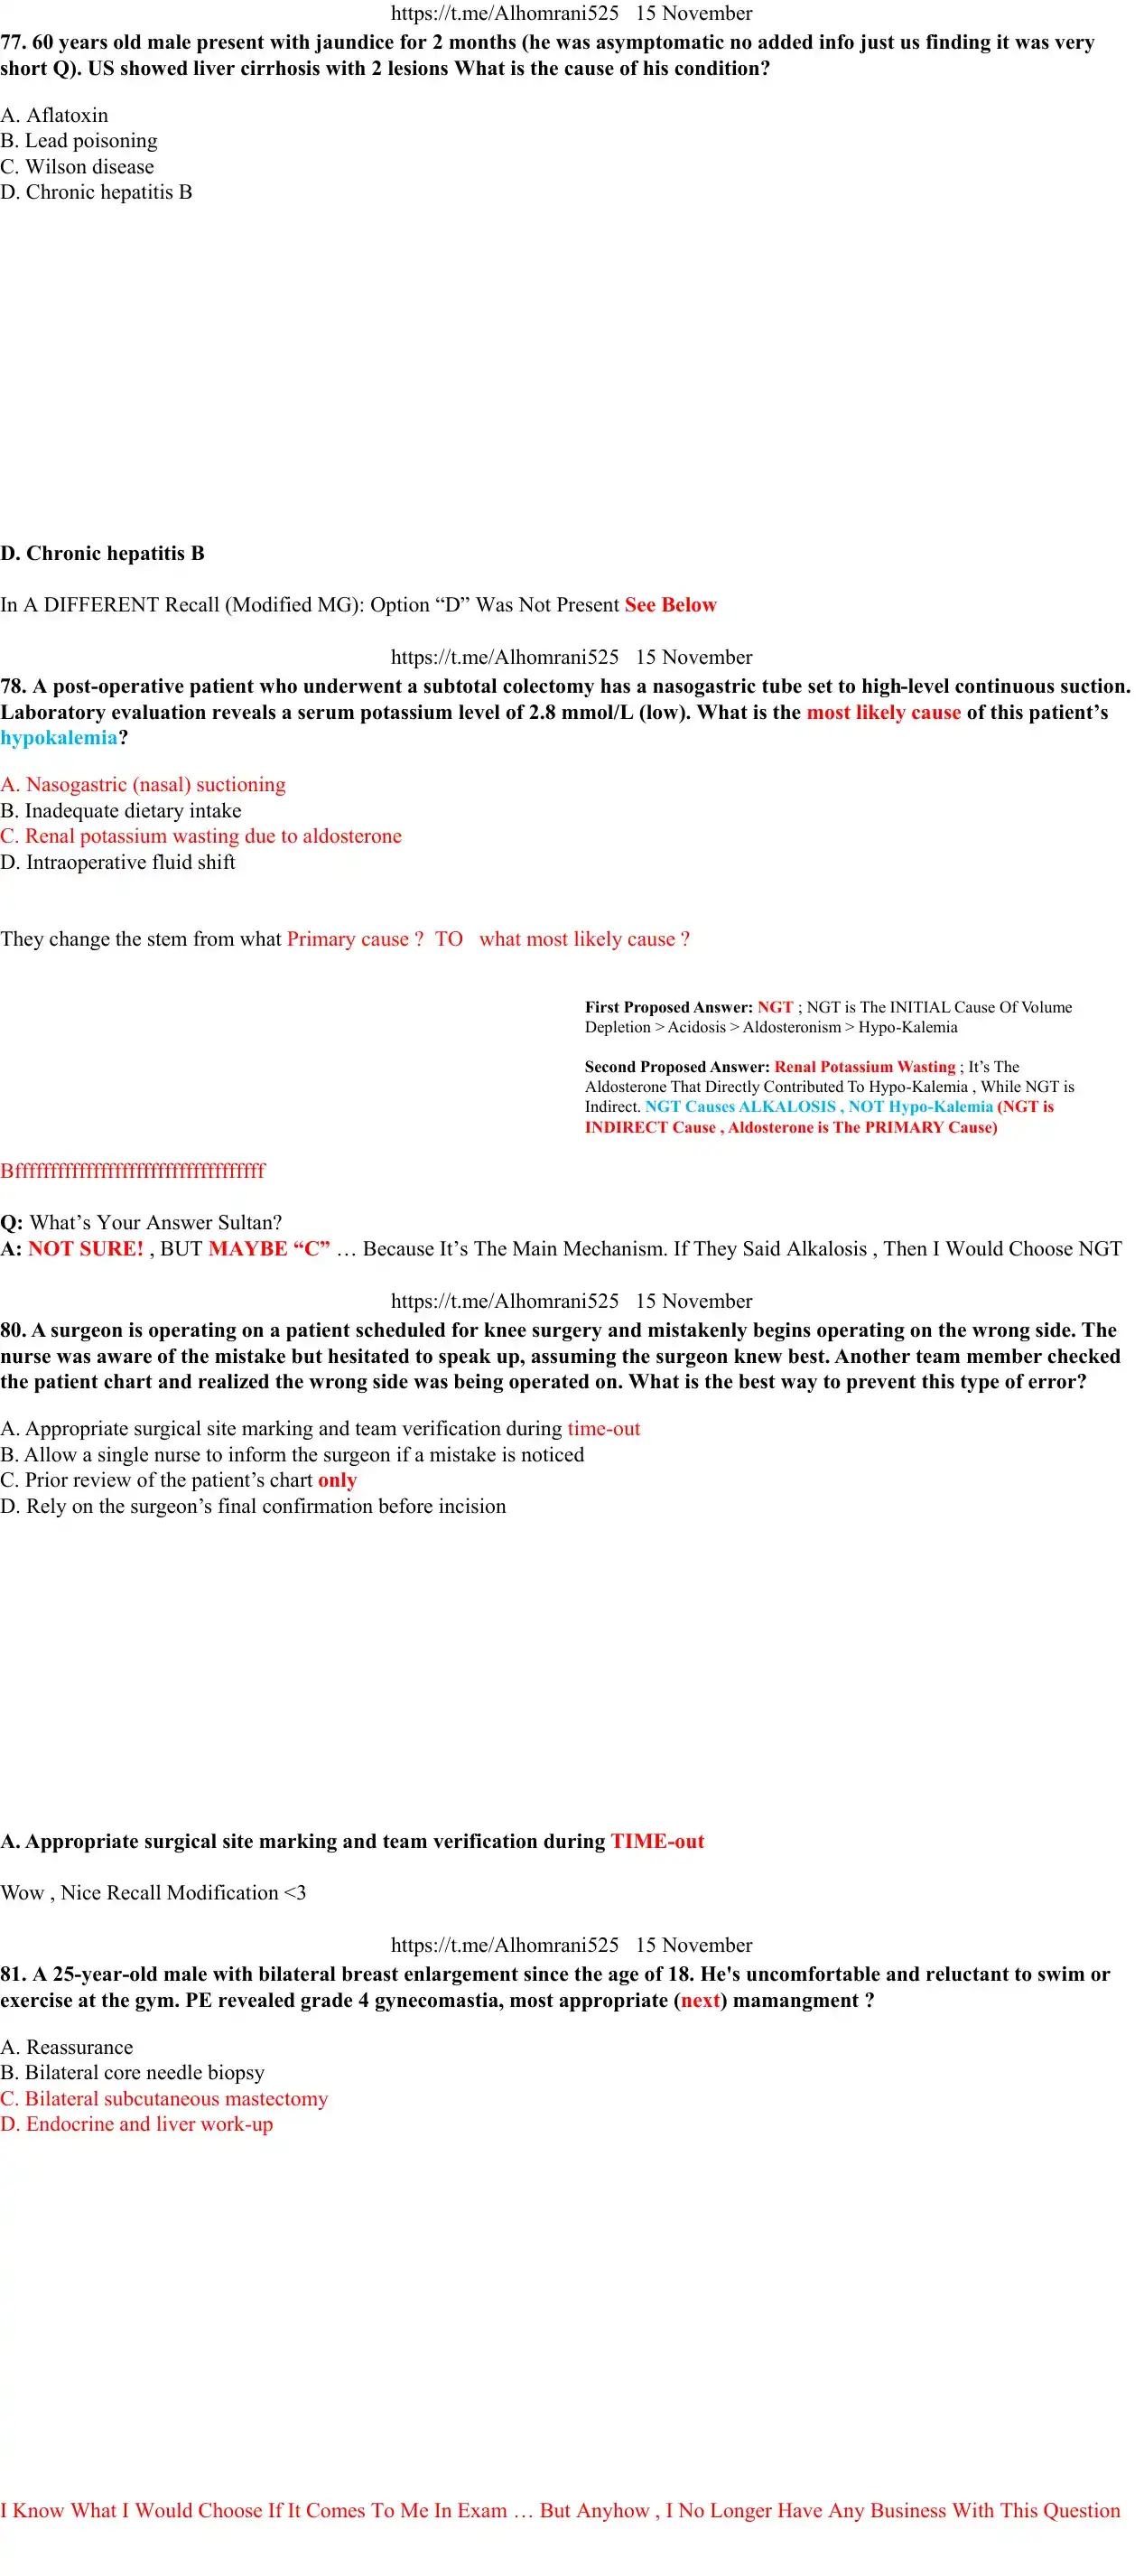 https://t.me/Alhomrani525 15 November
77. 60 years old male present with jaundice for 2 months (he was asymptomatic no added info just us finding it was very
short Q). US showed liver cirrhosis with 2 lesions What is the cause of his condition?
A. Aflatoxin
B. Lead poisoning
C. Wilson disease
D. Chronic hepatitis B
D. Chronic hepatitis B
In A DIFFERENT Recall (Modified MG): Option “D” Was Not Present See Below
https://t.me/Alhomrani525 15 November
78. A post-operative patient who underwent a subtotal colectomy has a nasogastric tube set to high-level continuous suction.
Laboratory evaluation reveals a serum potassium level of 2.8 mmol/L (low). What is the most likely cause of this patient’s
hypokalemia?
A. Nasogastric (nasal) suctioning
B. Inadequate dietary intake
C. Renal potassium wasting due to aldosterone
D. Intraoperative fluid shift
They change the stem from what Primary cause ? TO what most likely cause ?
First Proposed Answer: NGT ; NGT is The INITIAL Cause Of Volume
Depletion > Acidosis > Aldosteronism > Hypo-Kalemia
Second Proposed Answer: Renal Potassium Wasting ; It’s The
Aldosterone That Directly Contributed To Hypo-Kalemia , While NGT is
Indirect. NGT Causes ALKALOSIS , NOT Hypo-Kalemia (NGT is
INDIRECT Cause , Aldosterone is The PRIMARY Cause)
Bfffffffffffffffffffffffffffffffffff
Q: What’s Your Answer Sultan?
A: NOT SURE! , BUT MAYBE “C” … Because It’s The Main Mechanism. If They Said Alkalosis , Then I Would Choose NGT
https://t.me/Alhomrani525 15 November
80. A surgeon is operating on a patient scheduled for knee surgery and mistakenly begins operating on the wrong side. The
nurse was aware of the mistake but hesitated to speak up, assuming the surgeon knew best. Another team member checked
the patient chart and realized the wrong side was being operated on. What is the best way to prevent this type of error?
A. Appropriate surgical site marking and team verification during time-out
B. Allow a single nurse to inform the surgeon if a mistake is noticed
C. Prior review of the patient’s chart only
D. Rely on the surgeon’s final confirmation before incision
A. Appropriate surgical site marking and team verification during TIME-out
Wow , Nice Recall Modification <3
https://t.me/Alhomrani525 15 November
81. A 25-year-old male with bilateral breast enlargement since the age of 18. He's uncomfortable and reluctant to swim or
exercise at the gym. PE revealed grade 4 gynecomastia, most appropriate (next) mamangment ?
A. Reassurance
B. Bilateral core needle biopsy
C. Bilateral subcutaneous mastectomy
D. Endocrine and liver work-up
I Know What I Would Choose If It Comes To Me In Exam … But Anyhow , I No Longer Have Any Business With This Question